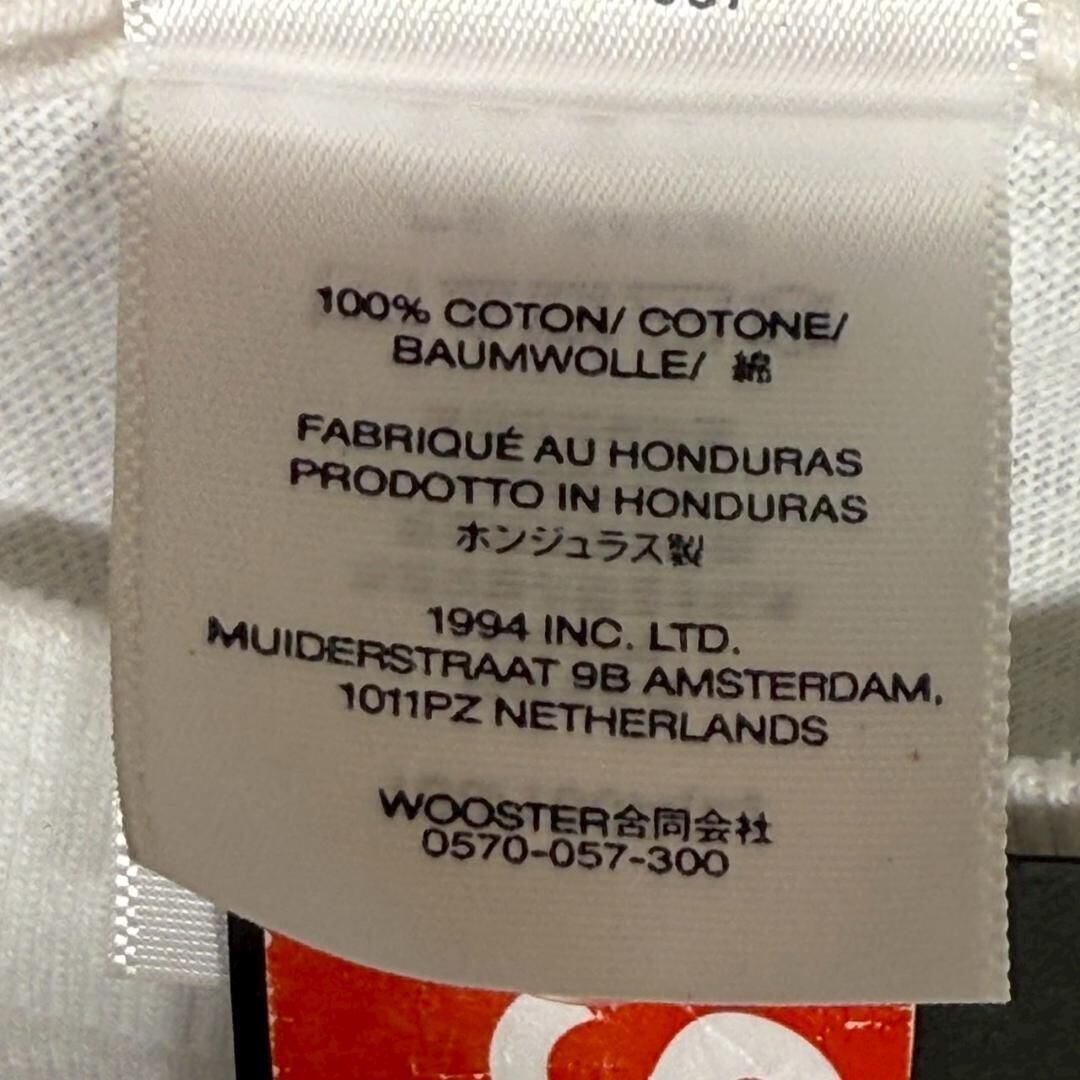 100% COTON/ COTONE/
BAUMWOLLE/ 綿
FABRIQUÉ AU HONDURAS
PRODOTTO IN HONDURAS
ホンジュラス製
1994 INC. LTD.
MUIDERSTRAAT 9B AMSTERDAM,
1011PZ NETHERLANDS
WOOSTER合同会社
0570-057-300